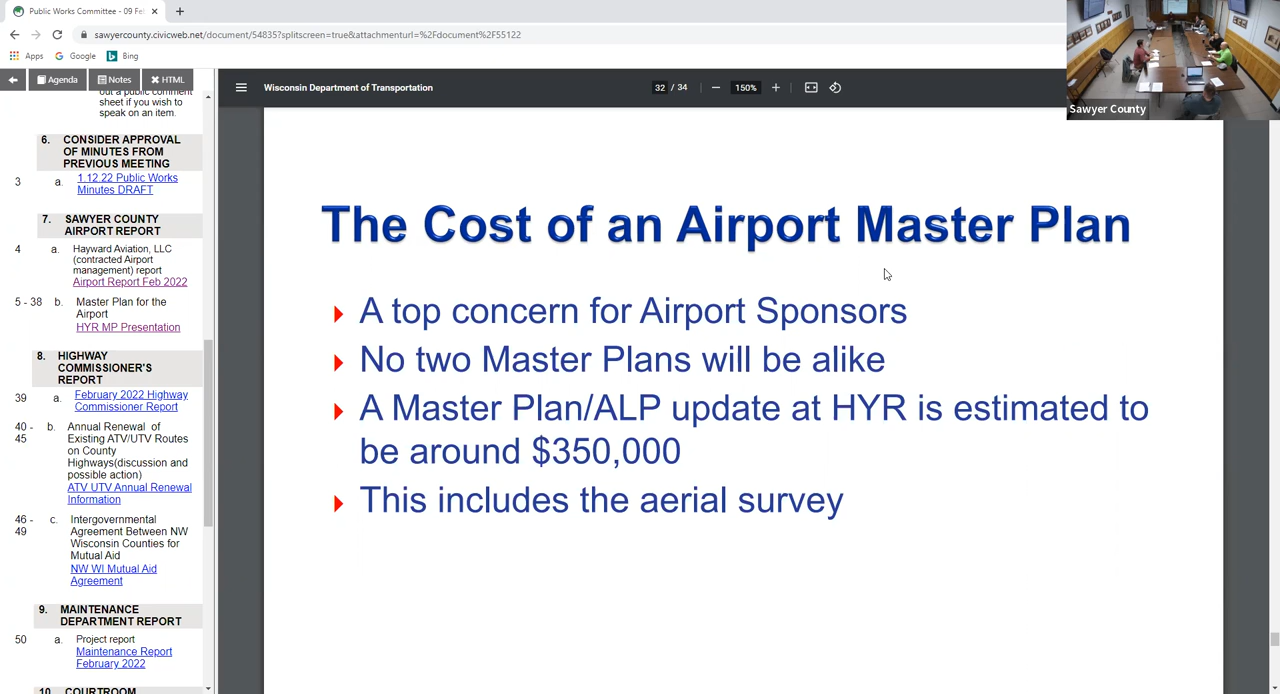 Public Works Committee - 09 Fe
sawyercounty.civicweb.net/document/54835?splitscreen=true&attachmenturl=%2Fdocument%2F55122
Apps Google Bing
Agenda Notes HTML
out a public comment
sheet if you wish to
speak on an item.
6. CONSIDER APPROVAL
OF MINUTES FROM
PREVIOUS MEETING
3 a. 1.12.22 Public Works
Minutes DRAFT
7. SAWYER COUNTY
AIRPORT REPORT
4 a. Hayward Aviation, LLC
(contracted Airport
management) report
Airport Report Feb 2022
5 - 38 b. Master Plan for the
Airport
HYR MP Presentation
8. HIGHWAY
COMMISSIONER'S
REPORT
39 a. February 2022 Highway
Commissioner Report
40 - b. Annual Renewal of
45 Existing ATV/UTV Routes
on County
Highways(discussion and
possible action)
ATV UTV Annual Renewal
Information
46 - c. Intergovernmental
49 Agreement Between NW
Wisconsin Counties for
Mutual Aid
NW WI Mutual Aid
Agreement
9. MAINTENANCE
DEPARTMENT REPORT
50 a. Project report
Maintenance Report
February 2022
10. COURTROOM
Wisconsin Department of Transportation 32 / 34 150%
The Cost of an Airport Master Plan
A top concern for Airport Sponsors
No two Master Plans will be alike
A Master Plan/ALP update at HYR is estimated to
be around $350,000
This includes the aerial survey
Sawyer County